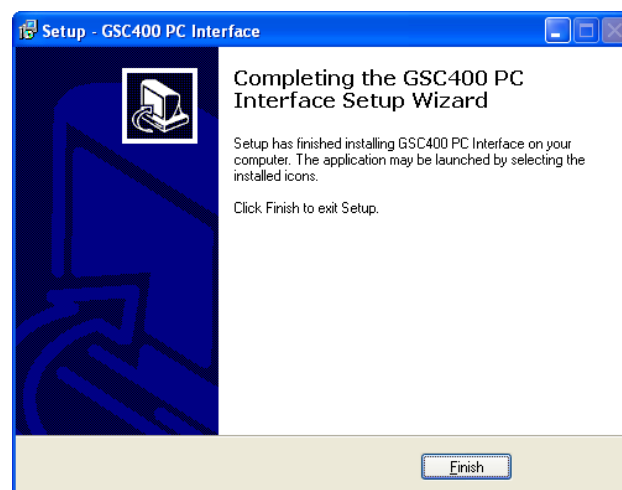 Setup - GSC400 PC Interface
Completing the GSC400 PC
Interface Setup Wizard
Setup has finished installing GSC400 PC Interface on your
computer. The application may be launched by selecting the
installed icons.
Click Finish to exit Setup.
Finish